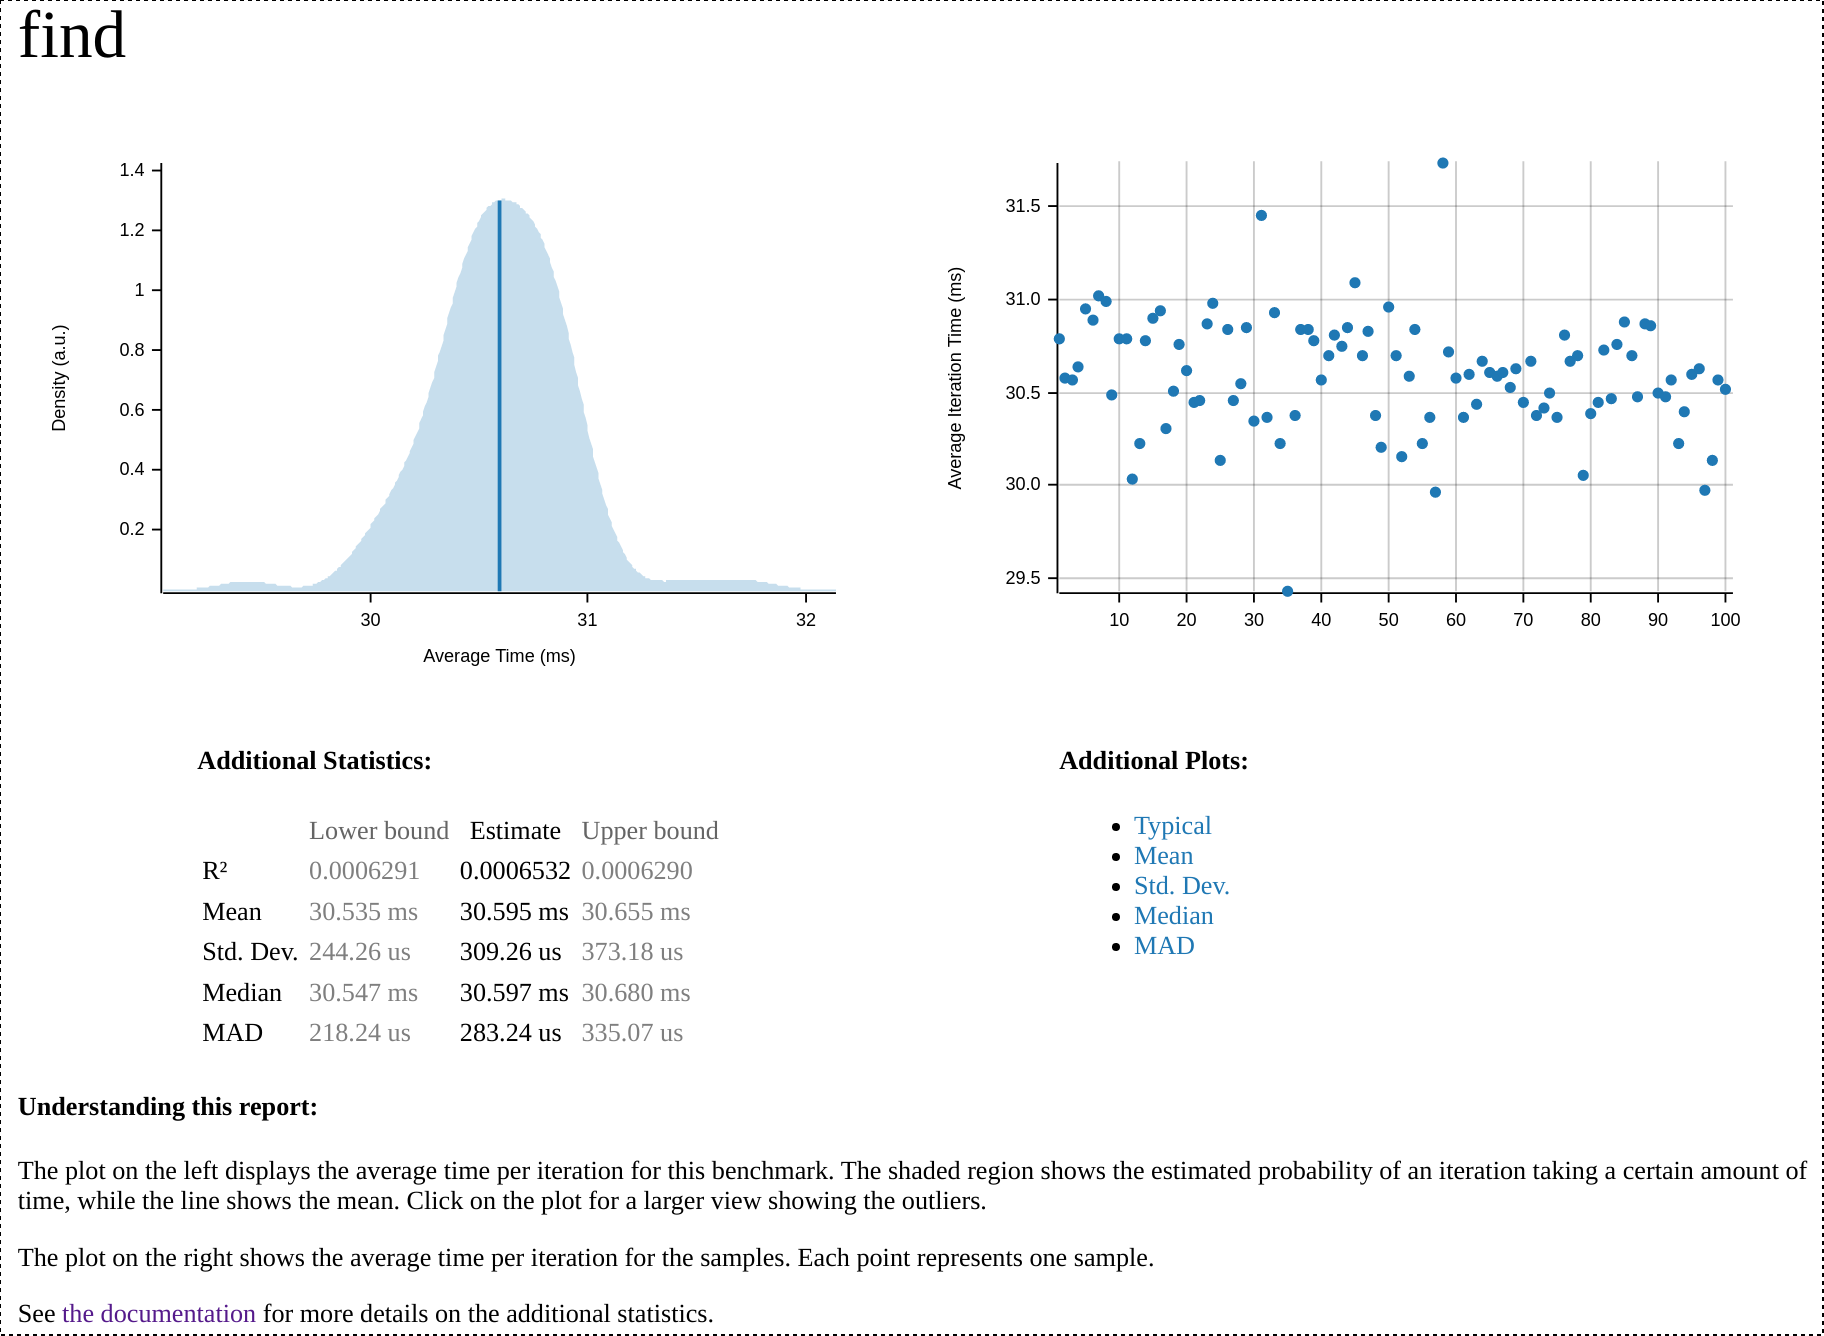 find
1.4
1.2
1
0.8
0.6
0.4
0.2
Density (a.u.)
30
31
32
Average Time (ms)
31.5
31.0
30.5
30.0
29.5
Average Iteration Time (ms)
10
20
30
40
50
60
70
80
90
100
Additional Statistics:
Lower bound Estimate Upper bound
R² 0.0006291 0.0006532 0.0006290
Mean 30.535 ms 30.595 ms 30.655 ms
Std. Dev. 244.26 us 309.26 us 373.18 us
Median 30.547 ms 30.597 ms 30.680 ms
MAD 218.24 us 283.24 us 335.07 us
Additional Plots:
Typical
Mean
Std. Dev.
Median
MAD
Understanding this report:
The plot on the left displays the average time per iteration for this benchmark. The shaded region shows the estimated probability of an iteration taking a certain amount of
time, while the line shows the mean. Click on the plot for a larger view showing the outliers.
The plot on the right shows the average time per iteration for the samples. Each point represents one sample.
See the documentation for more details on the additional statistics.